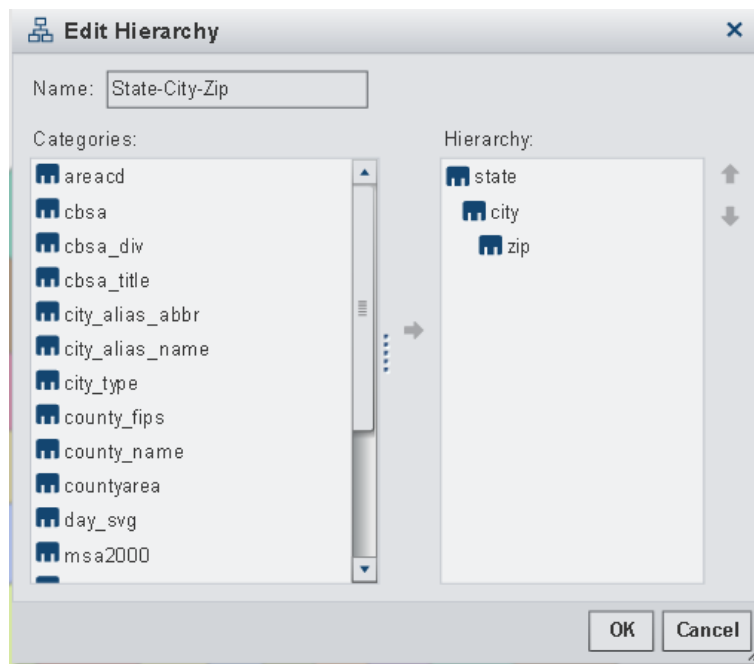 Edit Hierarchy
Name: State-City-Zip
Categories:
areacd
cbsa
cbsa_div
cbsa_title
city_alias_abbr
city_alias_name
city_type
county_fips
county_name
countyarea
day_svg
msa2000
Hierarchy:
state
city
zip
OK Cancel